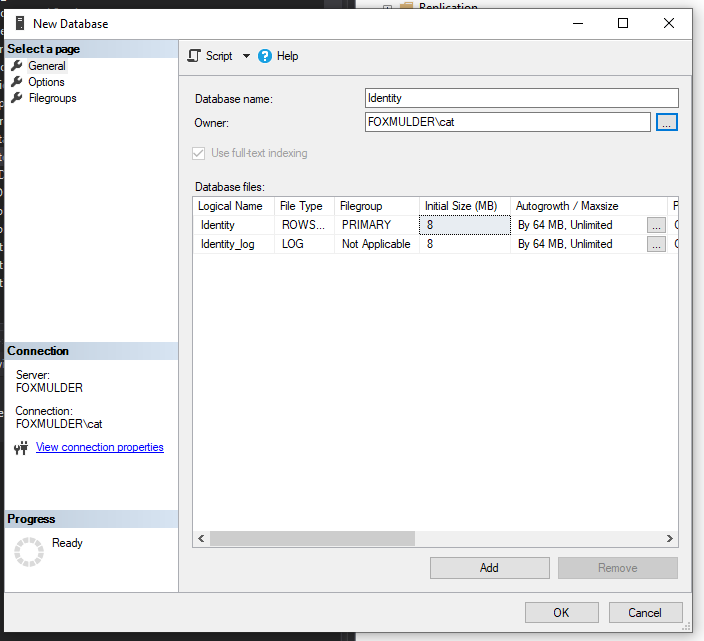 Replication
New Database
Select a page
General
Options
Filegroups
Script
Help
Database name:
Identity
Owner:
FOXMULDER\cat
...
Use full-text indexing
Database files:
Logical Name File Type Filegroup Initial Size (MB) Autogrowth / Maxsize
Identity ROWS... PRIMARY 8 By 64 MB, Unlimited ...
Identity_log LOG Not Applicable 8 By 64 MB, Unlimited ...
Add
Remove
Connection
Server:
FOXMULDER
Connection:
FOXMULDER\cat
View connection properties
Progress
Ready
OK
Cancel